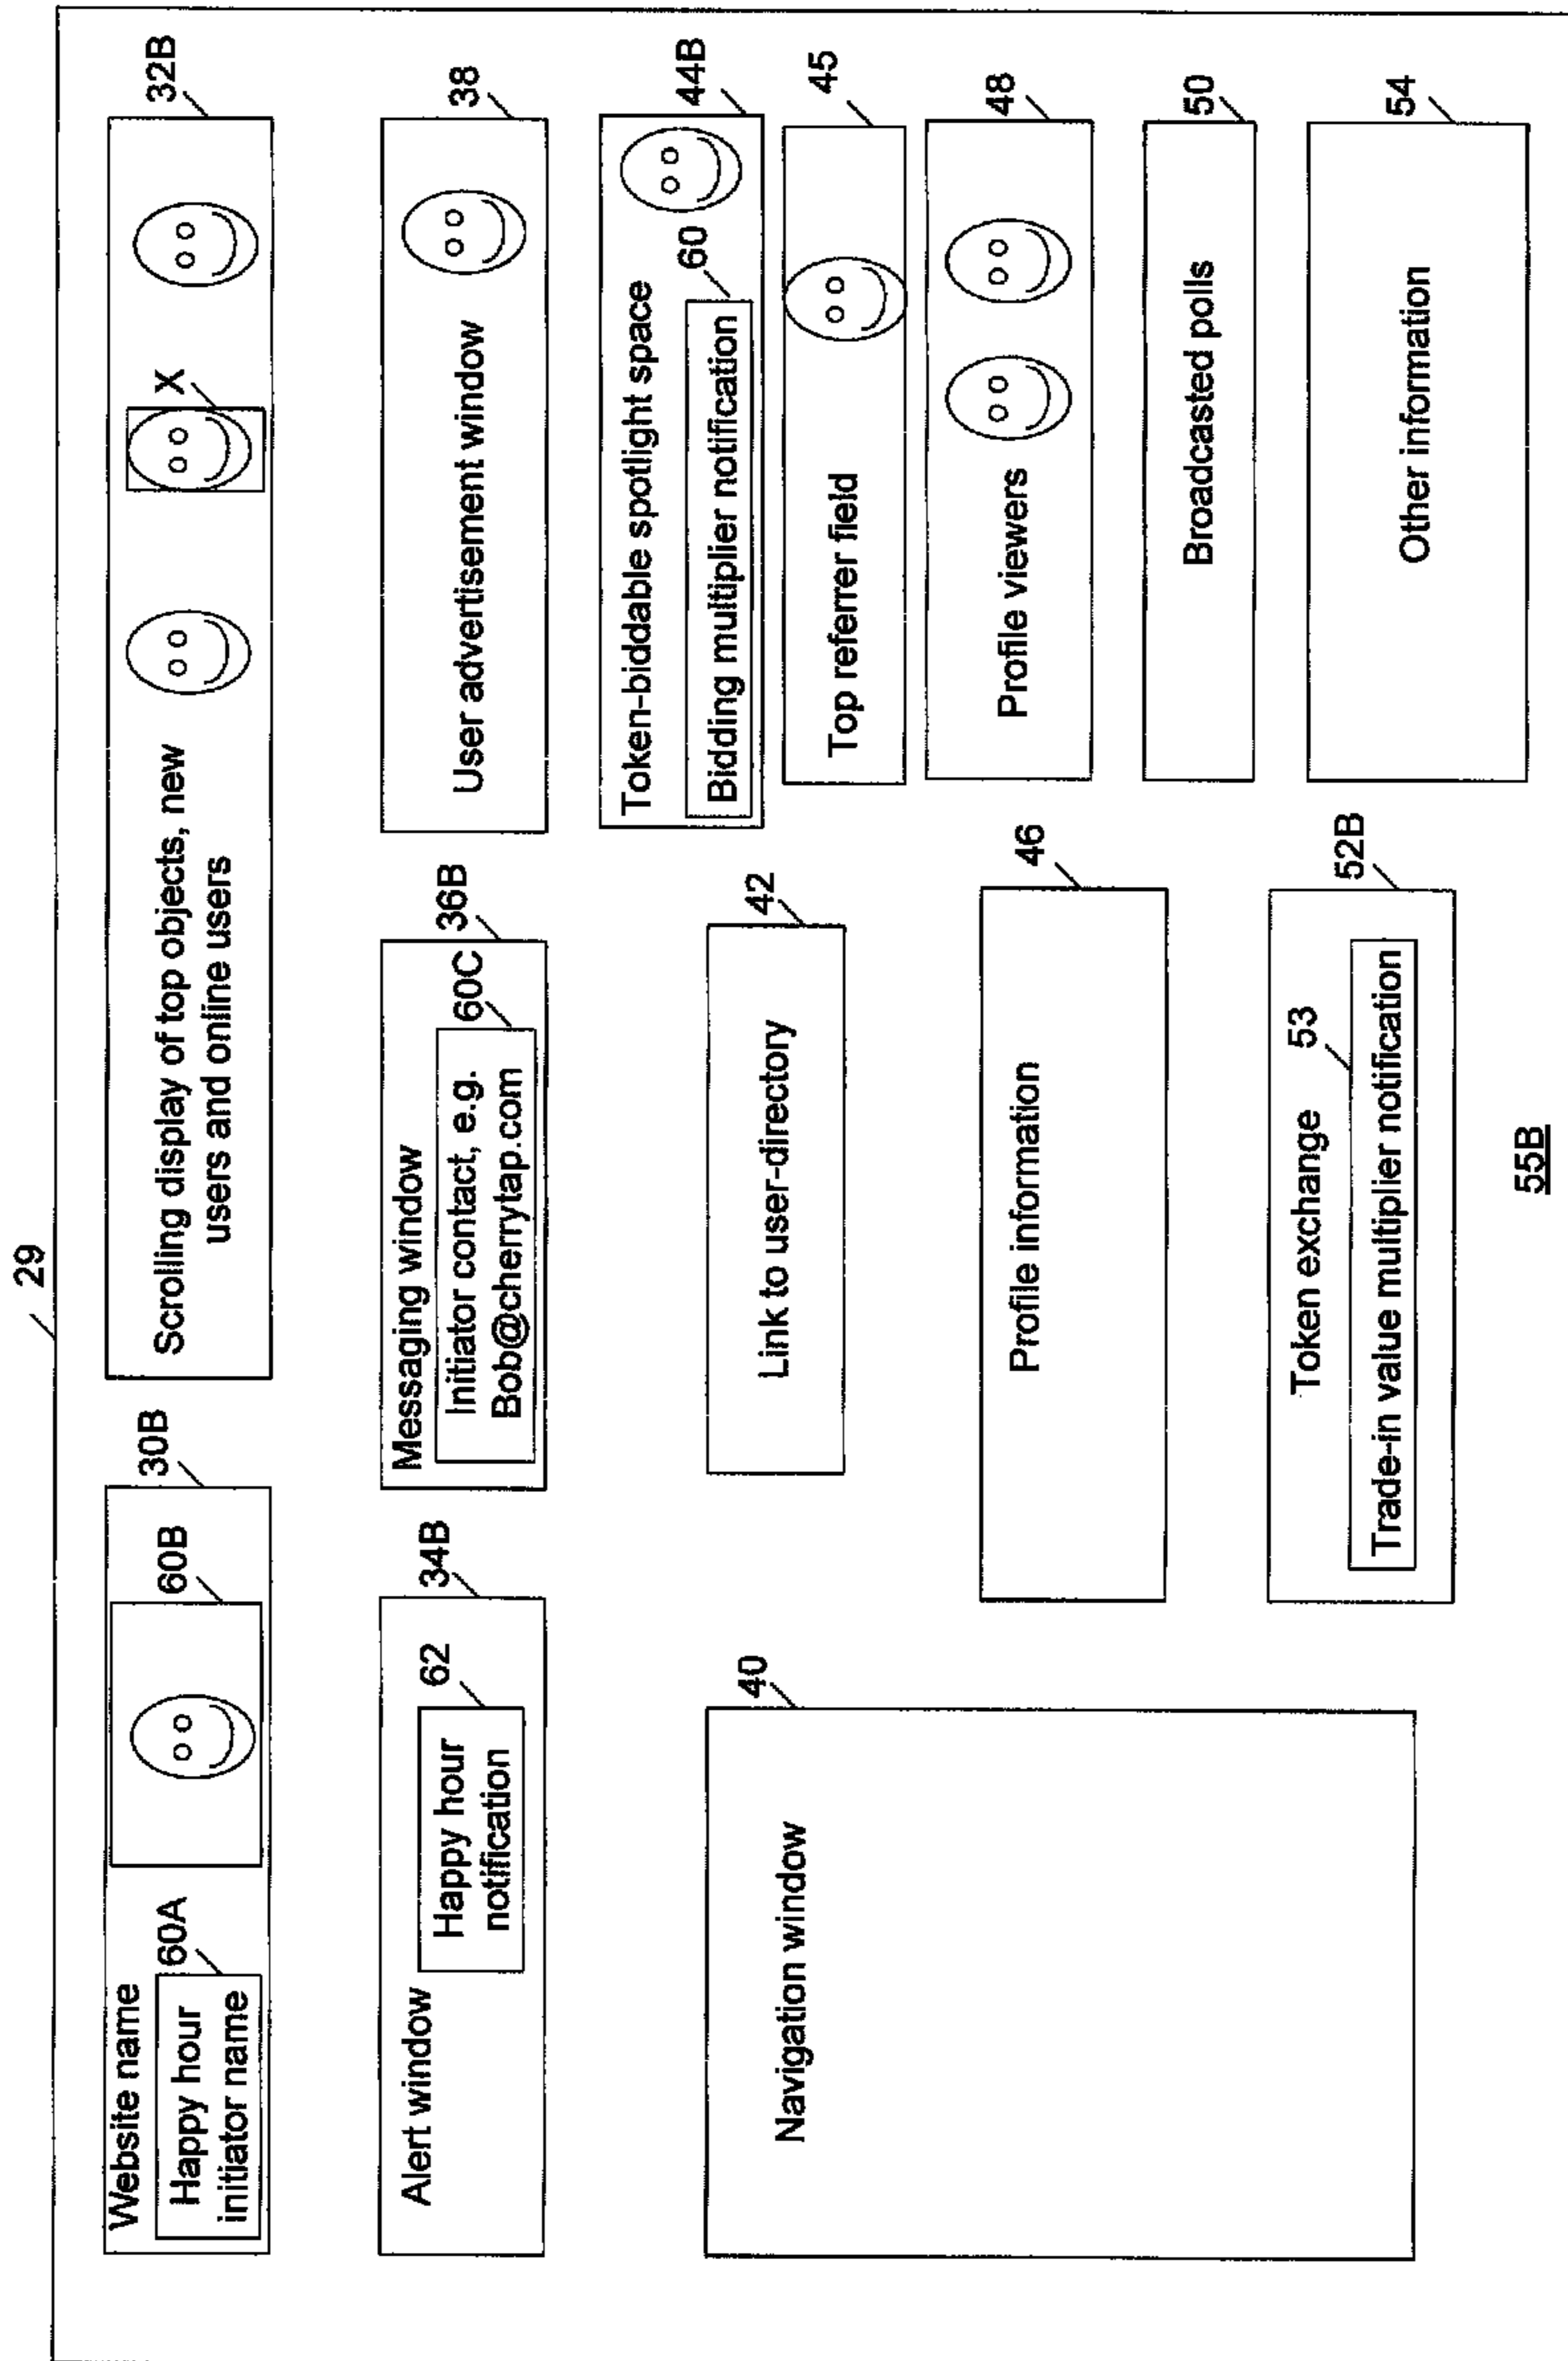 29
Website name
60A
60B
30B
Happy hour
initiator name
Scrolling display of top objects, new
users and online users
X
32B
Alert window
62
34B
Happy hour
notification
Messaging window
36B
60C
Initiator contact, e.g.
Bob@cherrytap.com
User advertisement window
38
Token-biddable spotlight space
44B
60
Bidding multiplier notification
Navigation window
40
Link to user-directory
42
Top referrer field
45
Profile information
46
Profile viewers
48
Broadcasted polls
50
Token exchange
53
52B
Trade-in value multiplier notification
Other information
54
55B